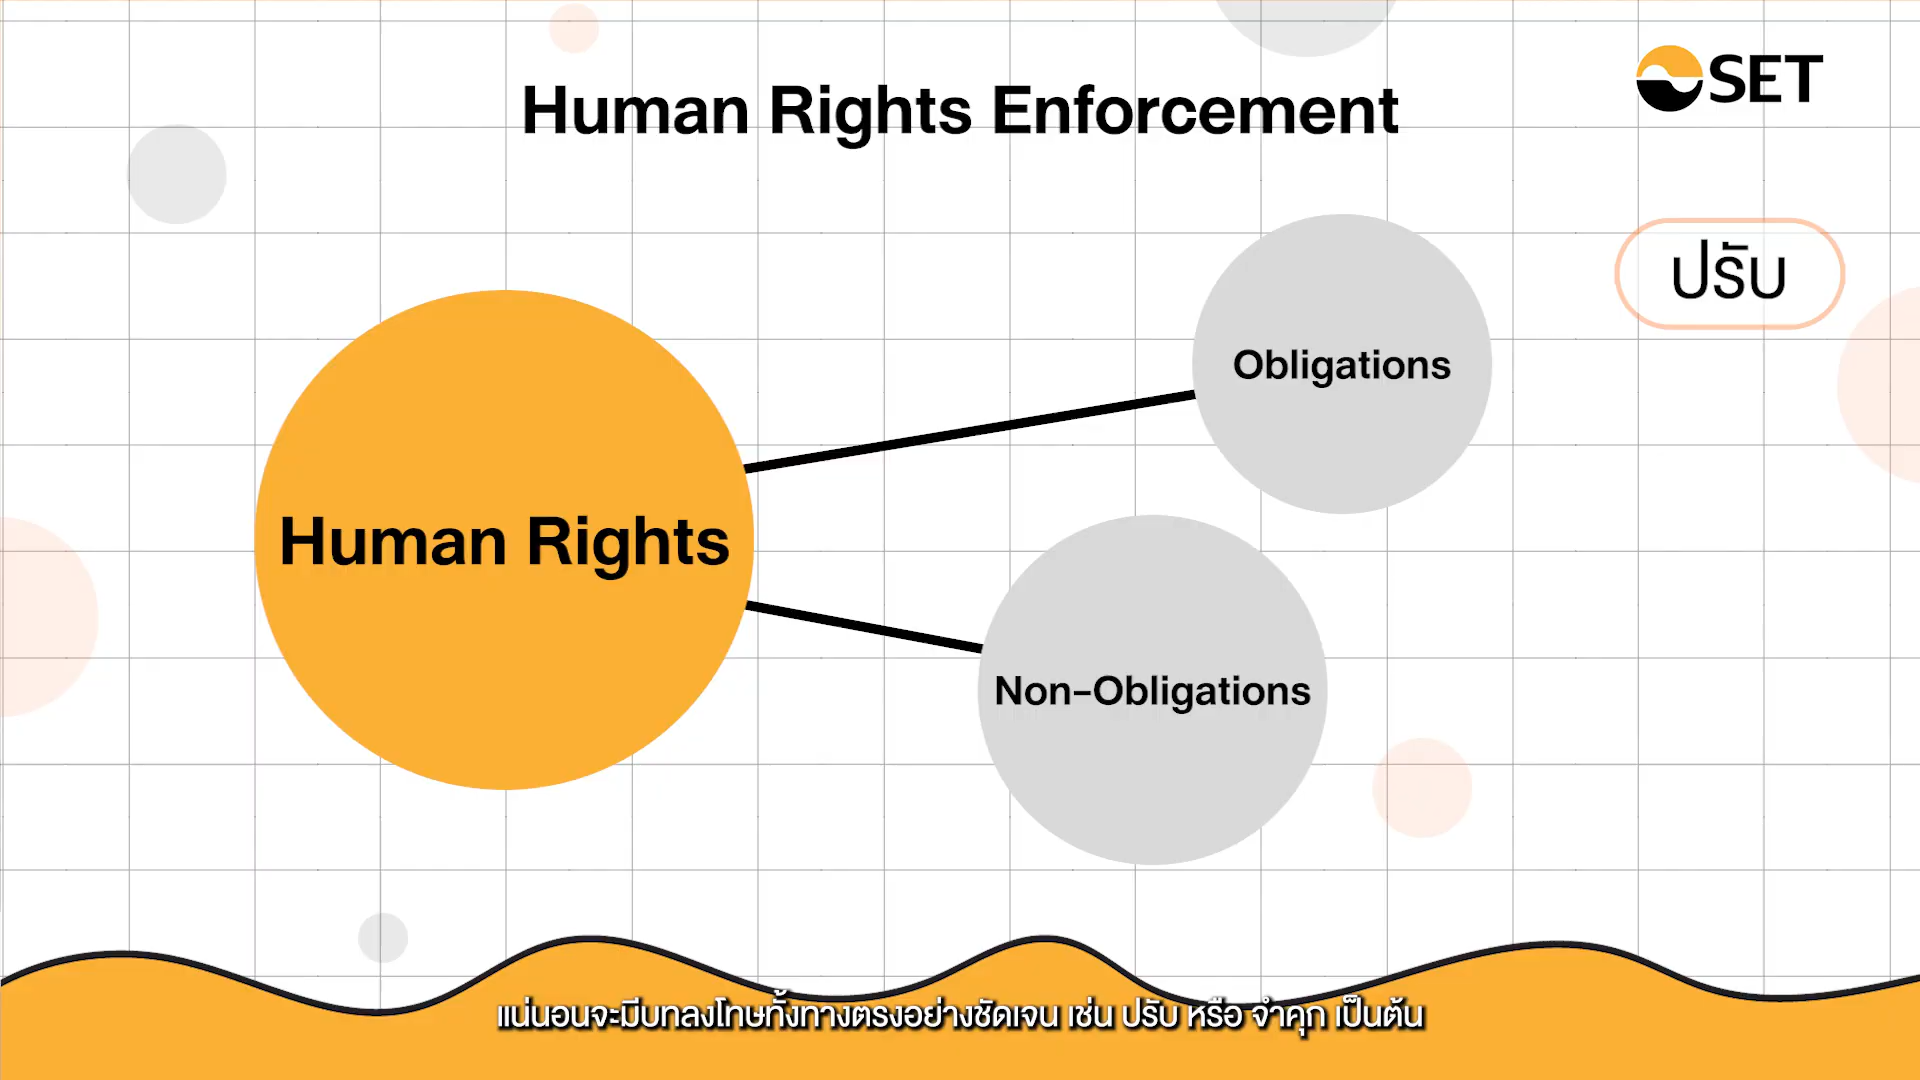 Human Rights Enforcement
SET
ปรับ
Obligations
Human Rights
Non-Obligations
แน่นอนจะมีบทลงโทษทั้งทางตรงอย่างชัดเจน เช่น ปรับ หรือ จำคุก เป็นต้น